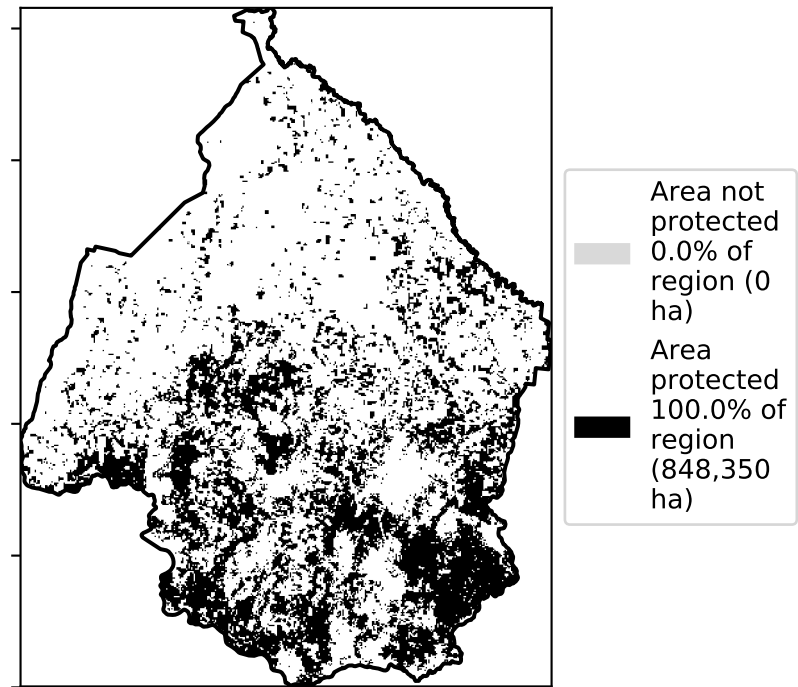 Area not
protected
0.0% of
region (0
ha)
Area
protected
100.0% of
region
(848,350
ha)